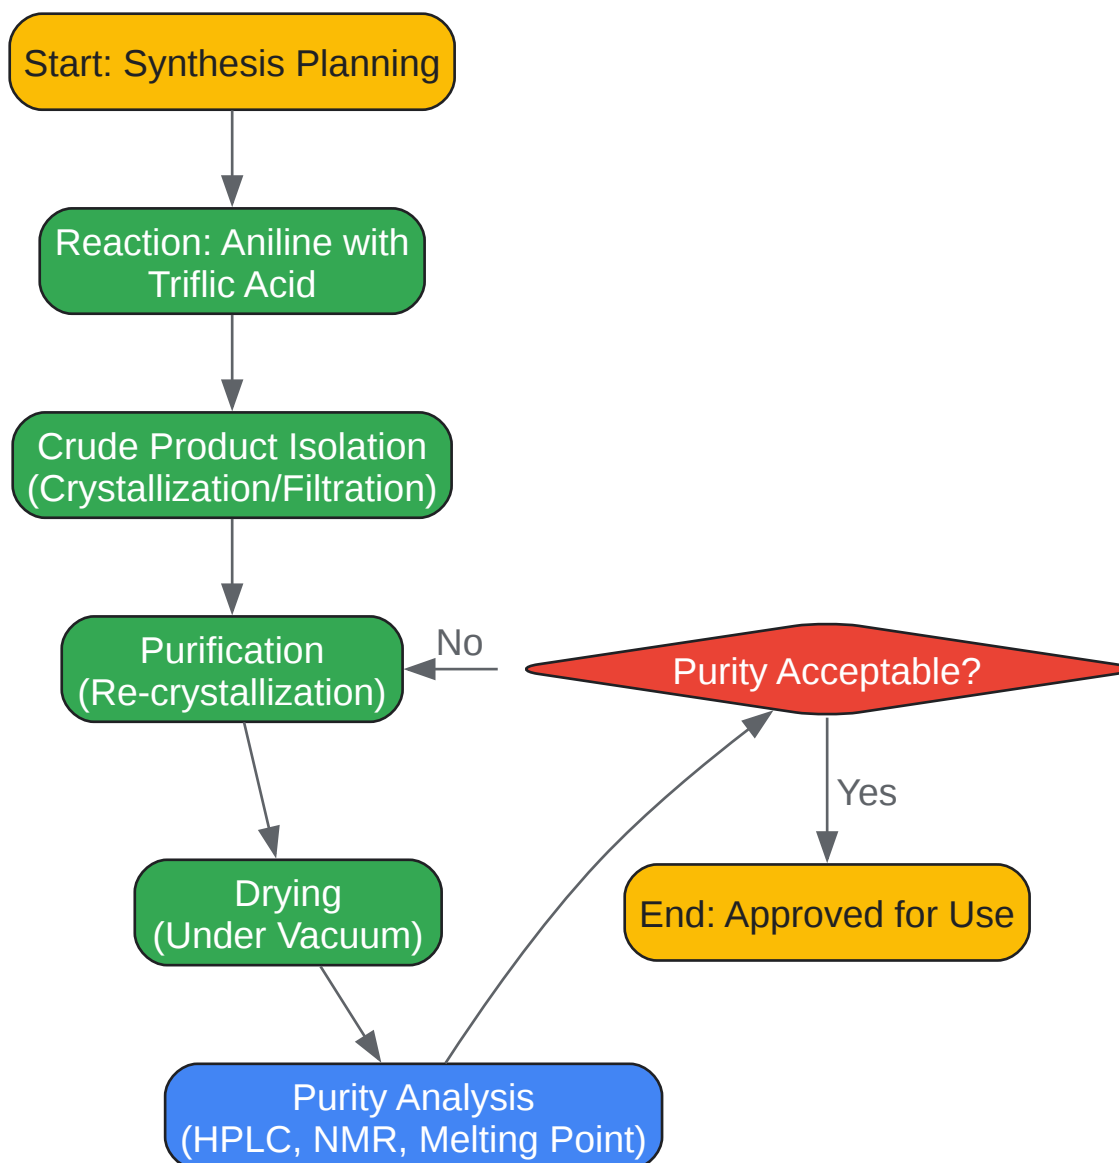 Start: Synthesis Planning
Reaction: Aniline with
Triflic Acid
Crude Product Isolation
(Crystallization/Filtration)
Purification
(Re-crystallization)
No
Purity Acceptable?
Yes
Drying
(Under Vacuum)
End: Approved for Use
Purity Analysis
(HPLC, NMR, Melting Point)